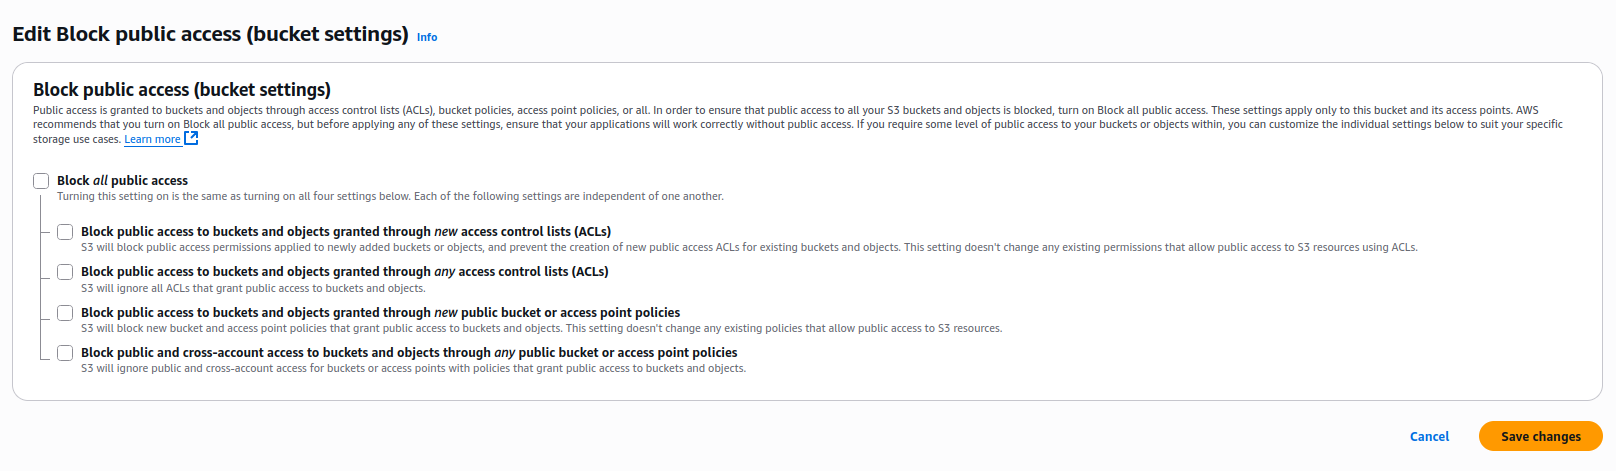 Edit Block public access (bucket settings) Info
Block public access (bucket settings)
Public access is granted to buckets and objects through access control lists (ACLs), bucket policies, access point policies, or all. In order to ensure that public access to all your S3 buckets and objects is blocked, turn on Block all public access. These settings apply only to this bucket and its access points. AWS
recommends that you turn on Block all public access, but before applying any of these settings, ensure that your applications will work correctly without public access. If you require some level of public access to your buckets or objects within, you can customize the individual settings below to suit your specific
storage use cases. Learn more
Block all public access
Turning this setting on is the same as turning on all four settings below. Each of the following settings are independent of one another.
Block public access to buckets and objects granted through new access control lists (ACLs)
S3 will block public access permissions applied to newly added buckets or objects, and prevent the creation of new public access ACLs for existing buckets and objects. This setting doesn't change any existing permissions that allow public access to S3 resources using ACLs.
Block public access to buckets and objects granted through any access control lists (ACLs)
S3 will ignore all ACLs that grant public access to buckets and objects.
Block public access to buckets and objects granted through new public bucket or access point policies
S3 will block new bucket and access point policies that grant public access to buckets and objects. This setting doesn't change any existing policies that allow public access to S3 resources.
Block public and cross-account access to buckets and objects through any public bucket or access point policies
S3 will ignore public and cross-account access for buckets or access points with policies that grant public access to buckets and objects.
Cancel Save changes